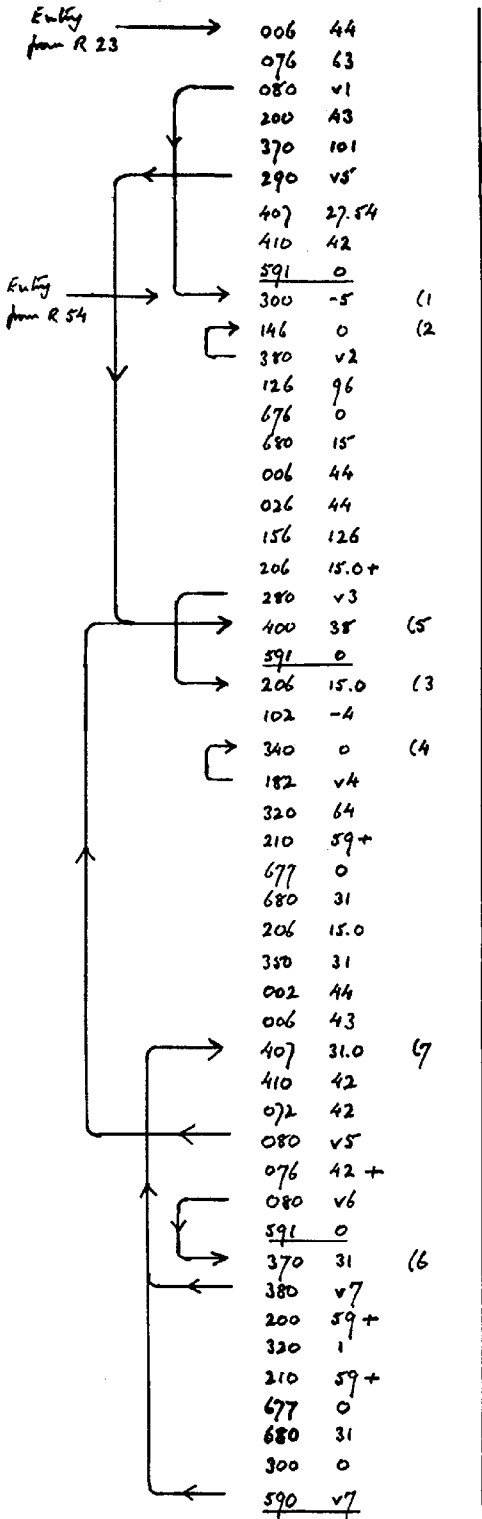 Entry from R 23
006 44
076 63
080 v1
200 43
370 101
290 v5
407 27.54
410 42
591 0
Entry from R 54
300 -5 (1
146 0 (2
380 v2
126 96
676 0
680 15
006 44
026 44
156 126
206 15.0+
280 v3
400 38 (5
591 0
206 15.0 (3
102 -4
340 0 (4
182 v4
320 64
210 59+
677 0
680 31
206 15.0
350 31
002 44
006 43
407 31.0 (7
410 42
072 42
080 v5
076 42+
080 v6
591 0
370 31 (6
380 v7
200 59+
320 1
210 59+
677 0
680 31
300 0
590 v7